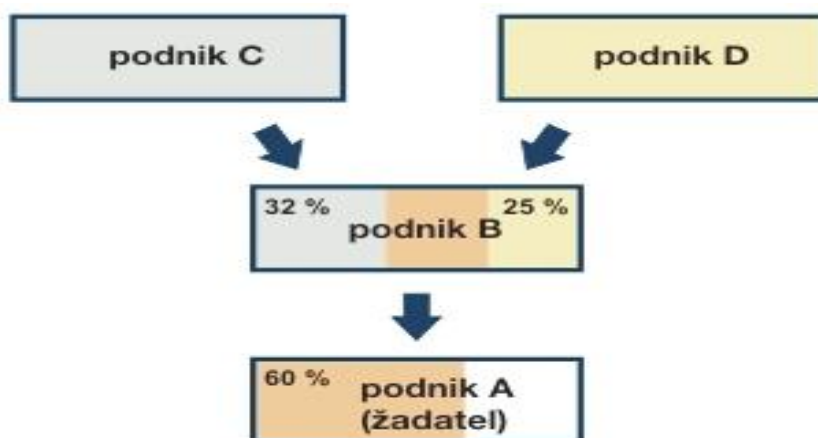 podnik C
podnik D
32 %
podnik B
25 %
60 %
podnik A
(žadatel)